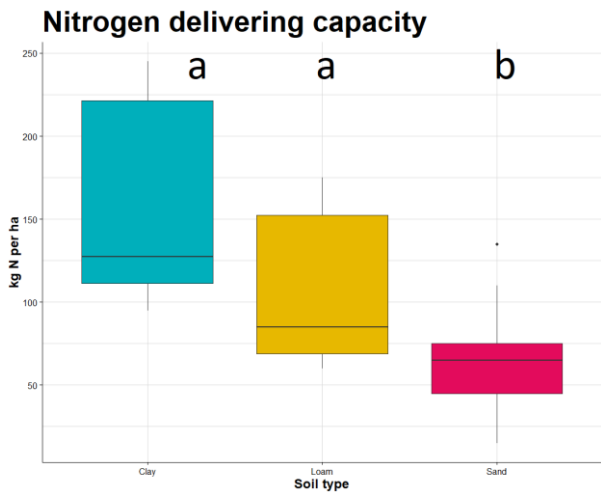 Nitrogen delivering capacity
a a b
250
200
150
100
50
kg N per ha
Clay Loam Sand
Soil type